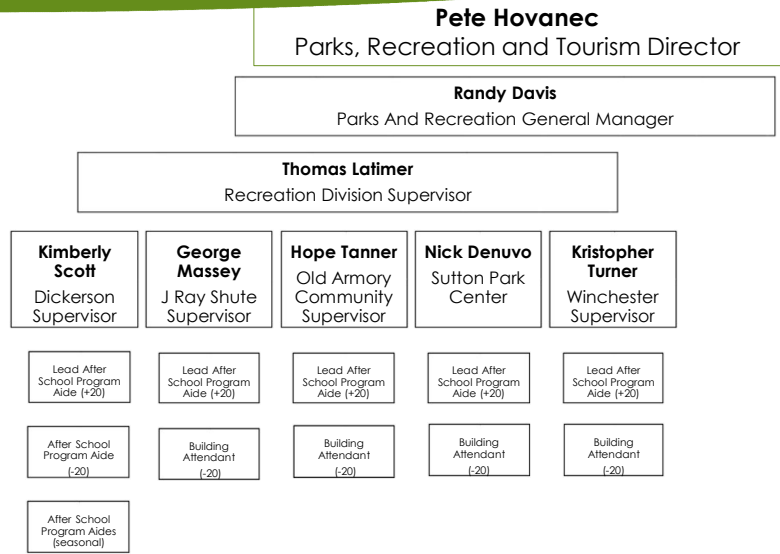 Pete Hovanec
Parks, Recreation and Tourism Director
Randy Davis
Parks And Recreation General Manager
Thomas Latimer
Recreation Division Supervisor
Kimberly
Scott
Dickerson
Supervisor
George
Massey
J Ray Shute
Supervisor
Hope Tanner
Old Armory
Community
Supervisor
Nick Denuvo
Sutton Park
Center
Kristopher
Turner
Winchester
Supervisor
Lead After
School Program
Aide (+20)
Lead After
School Program
Aide (+20)
Lead After
School Program
Aide (+20)
Lead After
School Program
Aide (+20)
Lead After
School Program
Aide (+20)
After School
Program Aide
(-20)
Building
Attendant
(-20)
Building
Attendant
(-20)
Building
Attendant
(-20)
Building
Attendant
(-20)
After School
Program Aides
(seasonal)